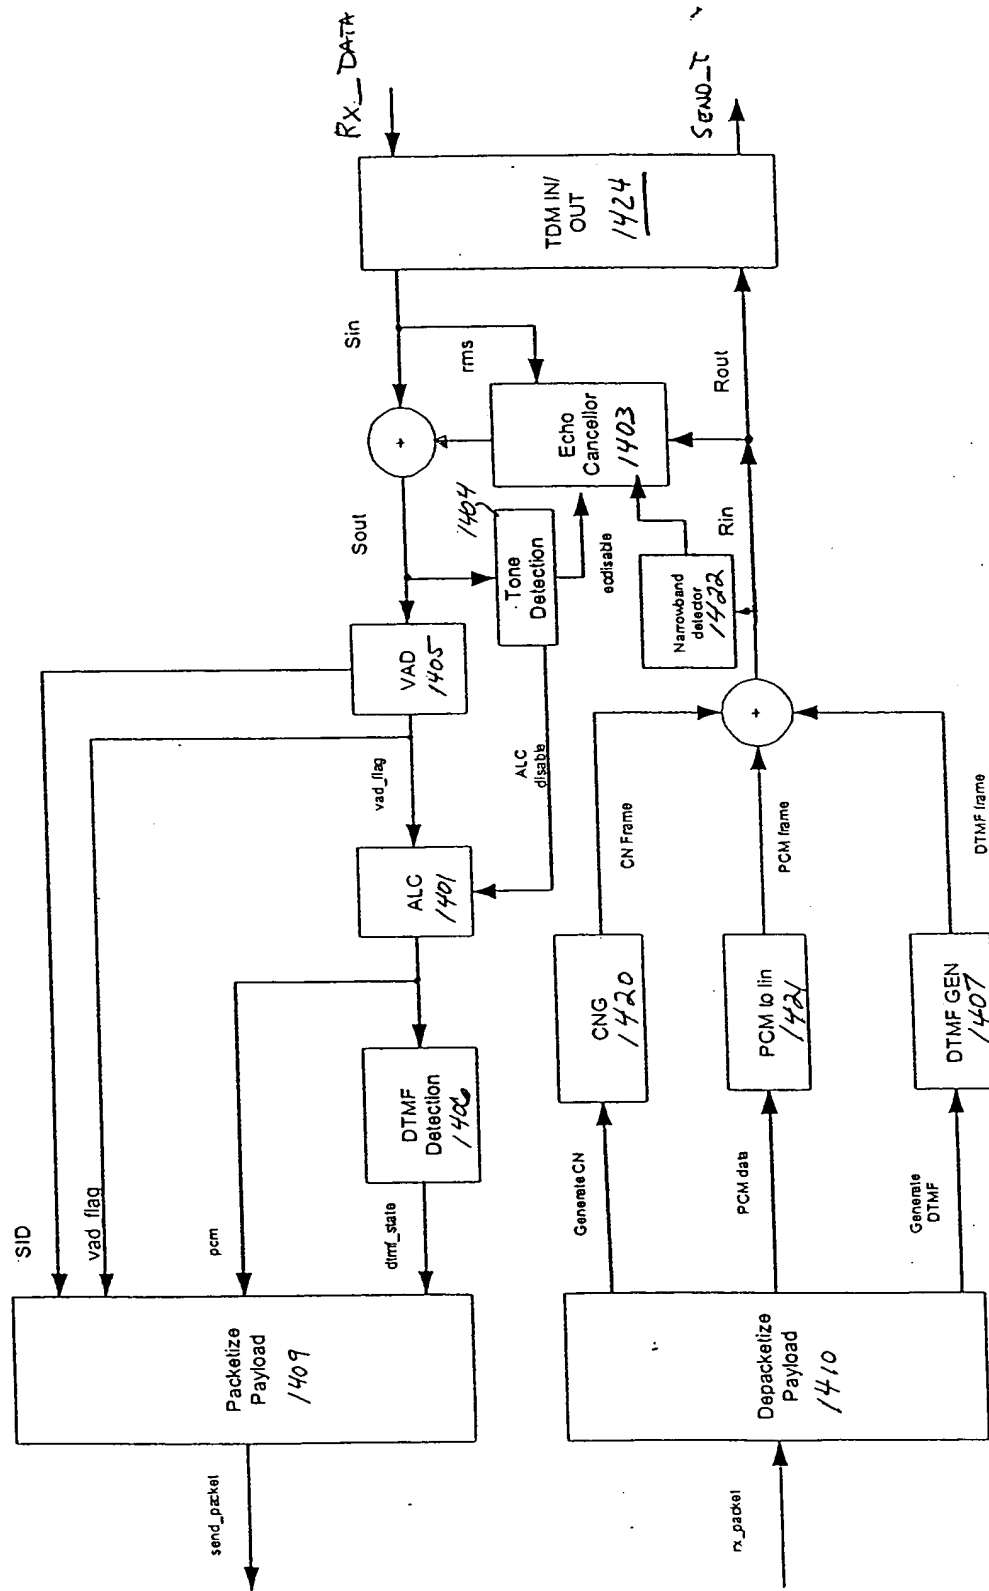 send_packet
Packetize
Payload
1409
SID
vad_flag
pcm
dtmf_state
DTMF
Detection
1406
ALC
1401
vad_flag
ALC
disable
VAD
1405
Sout
1404
Tone
Detection
ecdisable
+
Sin
rms
Echo
Cancellor
1403
RX_DATA
TDM IN/
OUT
1424
SEND_T
rx_packet
Depacketize
Payload
1410
Generate CN
PCM data
Generate
DTMF
CNG
1420
PCM to lin
1421
DTMF GEN
1407
CN Frame
PCM frame
DTMF frame
+
Narrowband
detector
1422
Rin
Rout